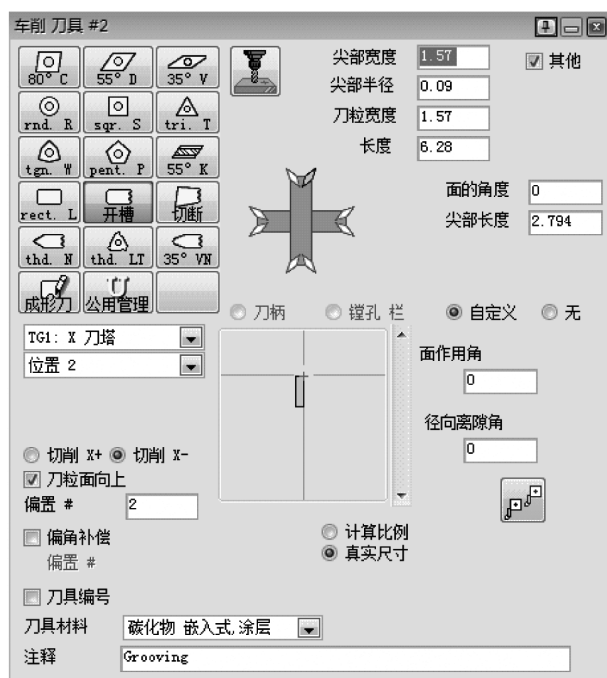 车削 刀具 #2
80° C
55° D
35° V
rnd. R
sqr. S
tri. T
tgn. W
pent. P
55° K
rect. L
开槽
切断
thd. N
thd. LT
35° VN
成形刀
公用管理
尖部宽度 1.57
其他
尖部半径 0.09
刀粒宽度 1.57
长度 6.28
面的角度 0
尖部长度 2.794
刀柄
镗孔 栏
自定义
无
TG1: X 刀塔
位置 2
面作用角
0
径向离隙角
0
切削 X+
切削 X-
刀粒面向上
偏置 # 2
偏角补偿
偏置 #
计算比例
真实尺寸
刀具编号
刀具材料 碳化物 嵌入式,涂层
注释 Grooving